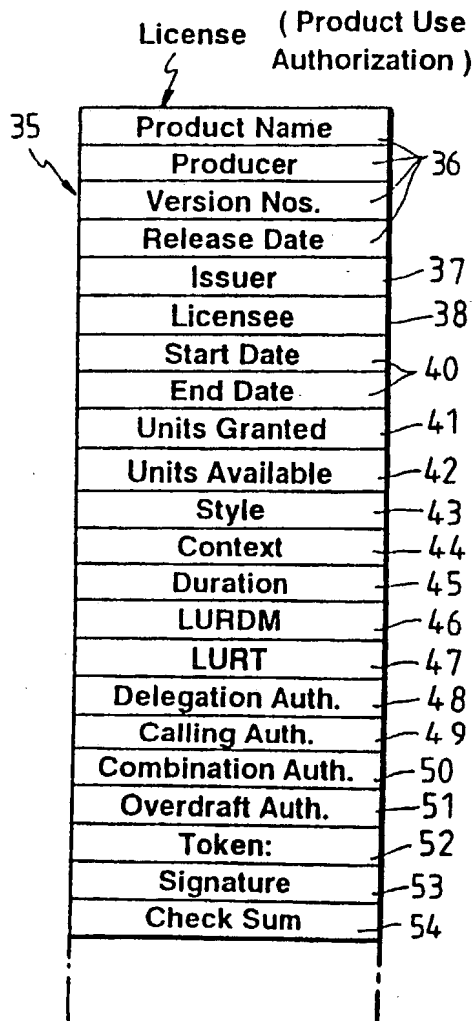 License ( Product Use
Authorization )
35
Product Name
Producer 36
Version Nos.
Release Date
Issuer 37
Licensee 38
Start Date
40
End Date
Units Granted 41
Units Available 42
Style 43
Context 44
Duration 45
LURDM 46
LURT 47
Delegation Auth. 48
Calling Auth. 49
Combination Auth. 50
Overdraft Auth. 51
Token: 52
Signature 53
Check Sum 54